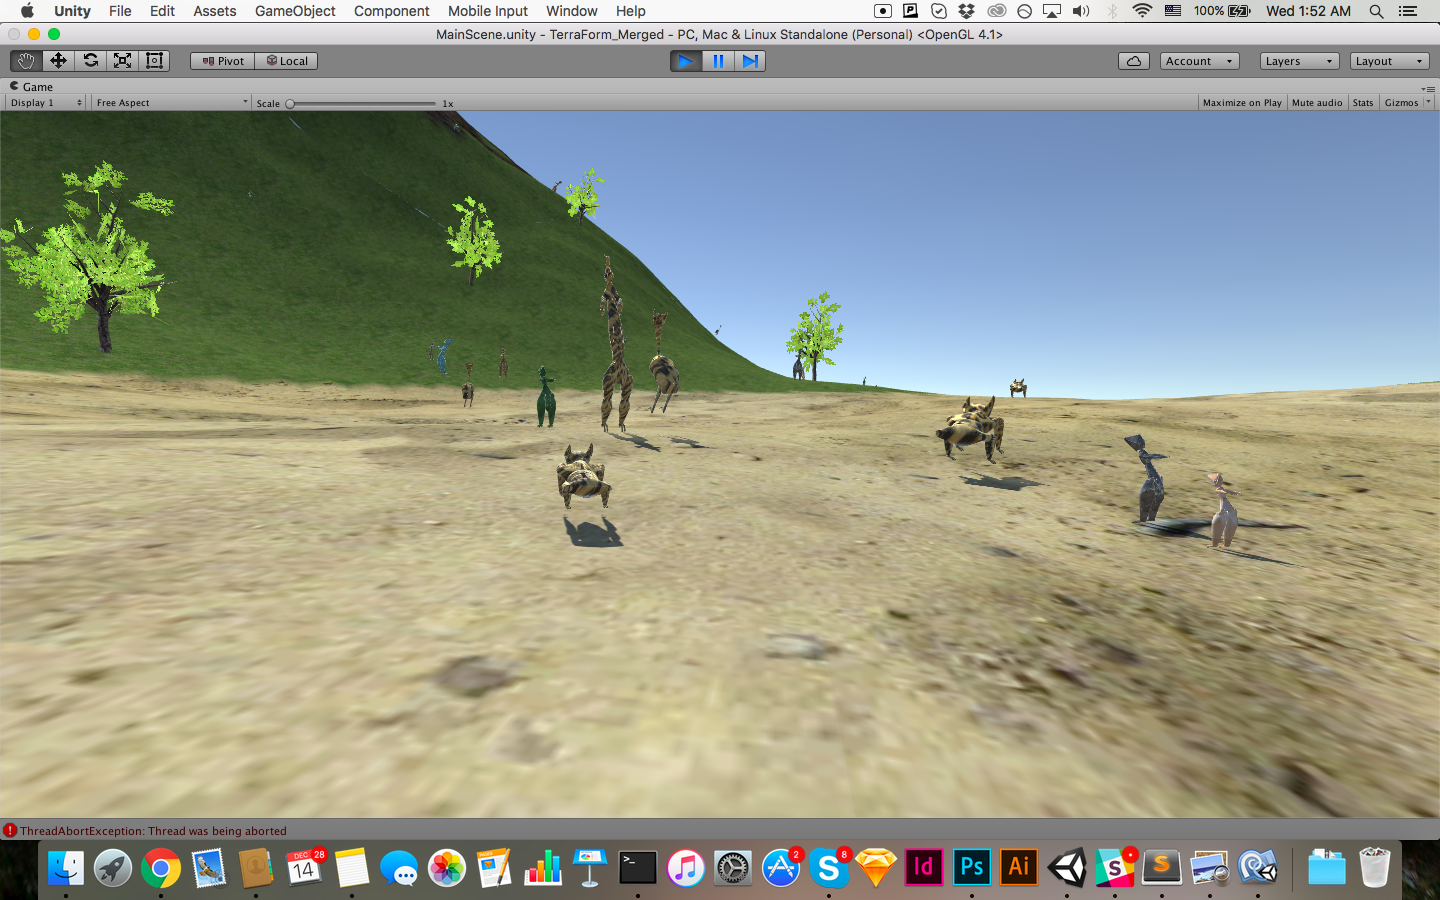 Unity File Edit Assets GameObject Component Mobile Input Window Help 100% Wed 1:52 AM
MainScene.unity - TerraForm_Merged - PC, Mac & Linux Standalone (Personal) <OpenGL 4.1>
Pivot Local Account Layers Layout
Game
Display 1 Free Aspect Scale 1x Maximize on Play Mute audio Stats Gizmos
ThreadAbortException: Thread was being aborted
DEC 28 2 8
14 >_ Id Ps Ai S S